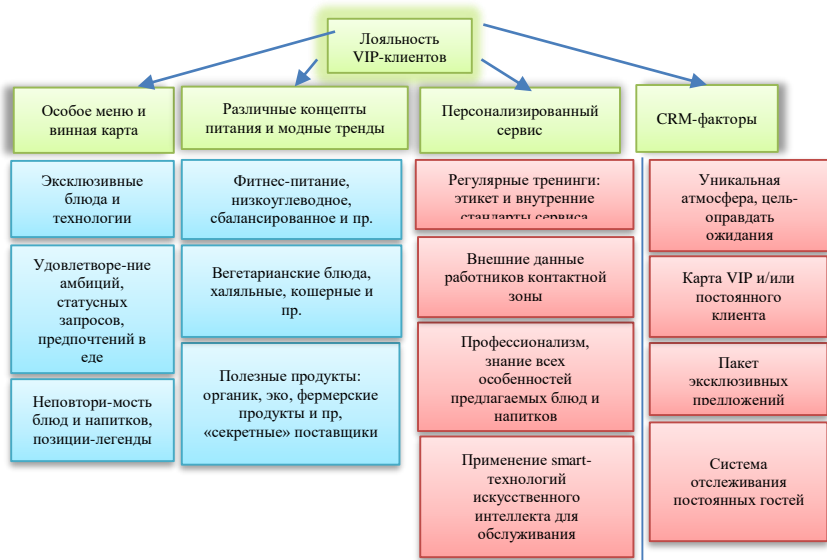 Лояльность
VIP-клиентов
Особое меню и
винная карта
Различные концепты
питания и модные тренды
Персонализированный
сервис
CRM-факторы
Эксклюзивные
блюда и
технологии
Удовлетворе-ние
амбиций,
статусных
запросов,
предпочтений в
еде
Неповтори-мость
блюд и напитков,
позиции-легенды
Фитнес-питание,
низкоуглеводное,
сбалансированное и пр.
Вегетарианские блюда,
халяльные, кошерные и
пр.
Полезные продукты:
органик, эко, фермерские
продукты и пр,
«секретные» поставщики
Регулярные тренинги:
этикет и внутренние
стандарты сервиса
Внешние данные
работников контактной
зоны
Профессионализм,
знание всех
особенностей
предлагаемых блюд и
напитков
Применение smart-
технологий
искусственного
интеллекта для
обслуживания
Уникальная
атмосфера, цель-
оправдать
ожидания
Карта VIP и/или
постоянного
клиента
Пакет
эксклюзивных
предложений
Система
отслеживания
постоянных гостей